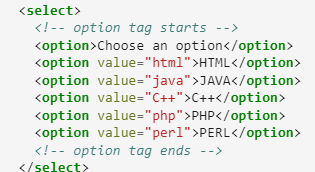 <select>
<!-- option tag starts -->
<option>Choose an option</option>
<option value="html">HTML</option>
<option value="java">JAVA</option>
<option value="C++">C++</option>
<option value="php">PHP</option>
<option value="perl">PERL</option>
<!-- option tag ends -->
</select>